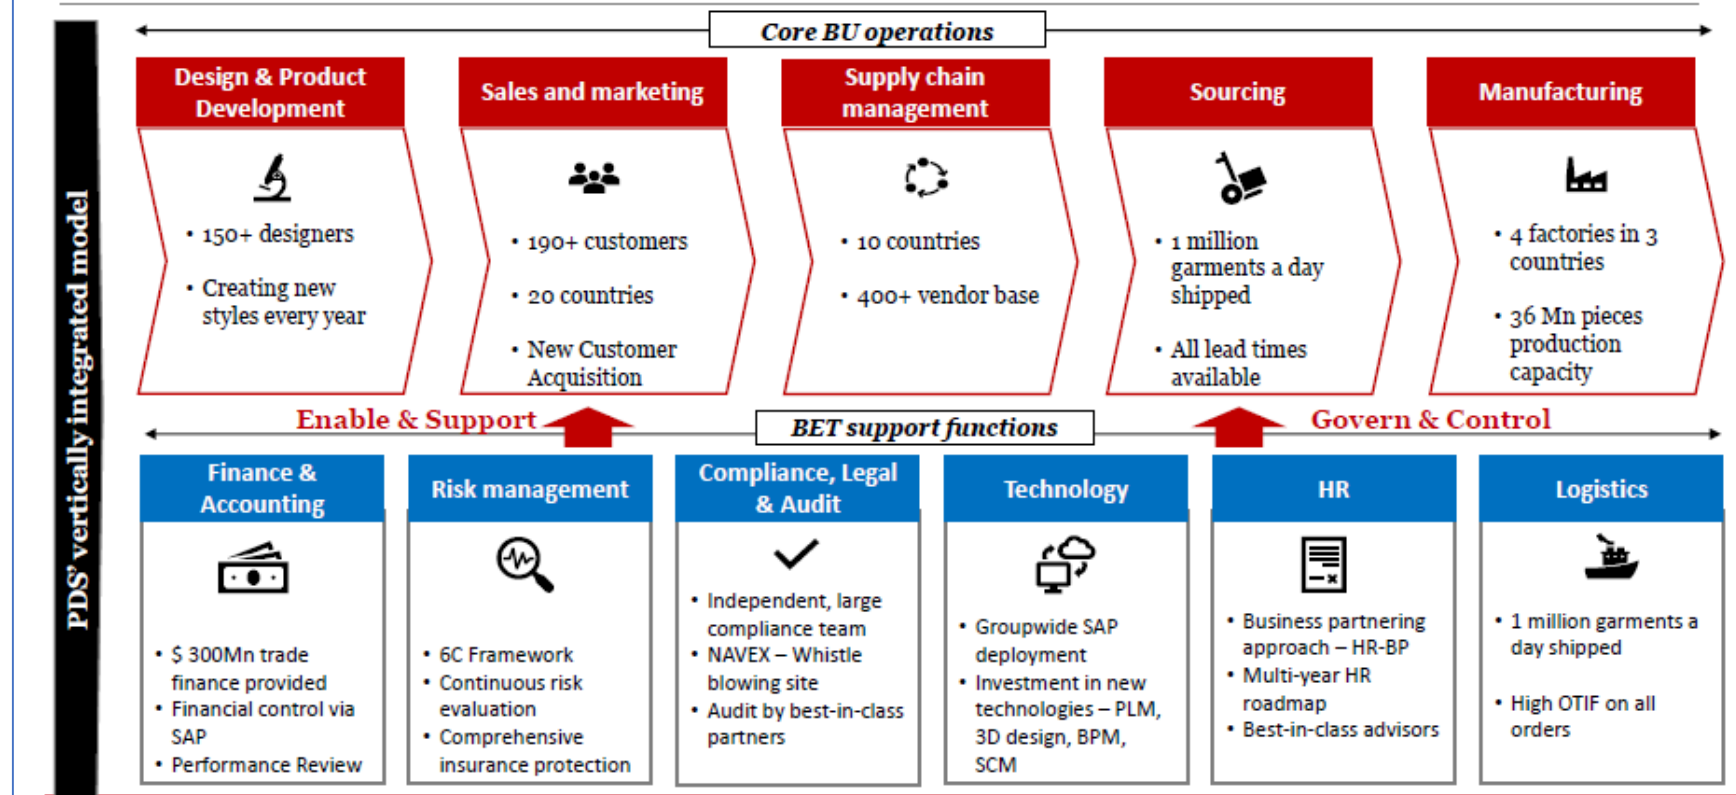 PDS' vertically integrated model
Core BU operations
Design & Product
Development
• 150+ designers
• Creating new
styles every year
Sales and marketing
• 190+ customers
• 20 countries
• New Customer
Acquisition
Supply chain
management
• 10 countries
• 400+ vendor base
Sourcing
• 1 million
garments a day
shipped
• All lead times
available
Manufacturing
• 4 factories in 3
countries
• 36 Mn pieces
production
capacity
Enable & Support
BET support functions
Govern & Control
Finance &
Accounting
• $ 300Mn trade
finance provided
• Financial control via
SAP
• Performance Review
Risk management
• 6C Framework
• Continuous risk
evaluation
• Comprehensive
insurance protection
Compliance, Legal
& Audit
• Independent, large
compliance team
• NAVEX – Whistle
blowing site
• Audit by best-in-class
partners
Technology
• Groupwide SAP
deployment
• Investment in new
technologies – PLM,
3D design, BPM,
SCM
HR
• Business partnering
approach – HR-BP
• Multi-year HR
roadmap
• Best-in-class advisors
Logistics
• 1 million garments a
day shipped
• High OTIF on all
orders